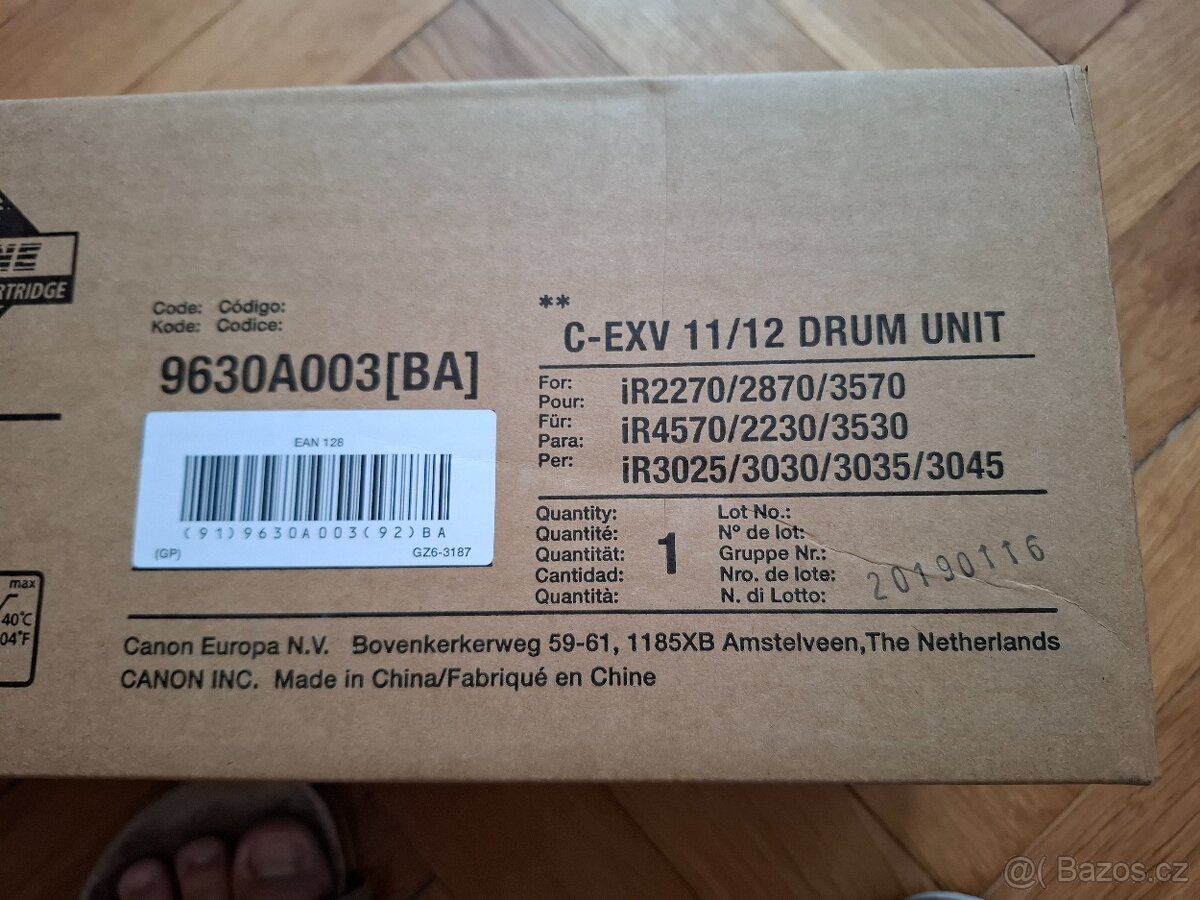 NE
RTRIDGE
Code: Código:
Kode: Codice:
9630A003[BA]
EAN 128
(91)9630A003(92)BA
(GP) GZ6-3187
**
C-EXV 11/12 DRUM UNIT
For:
Pour:
Für:
Para:
Per:
iR2270/2870/3570
iR4570/2230/3530
iR3025/3030/3035/3045
Quantity:
Quantité:
Quantität:
Cantidad:
Quantità:
1
Lot No.:
Nº de lot:
Gruppe Nr.:
Nro. de lote:
N. di Lotto:
20190116
max
40°C
04°F
Canon Europa N.V. Bovenkerkerweg 59-61, 1185XB Amstelveen,The Netherlands
CANON INC. Made in China/Fabriqué en Chine
@( Bazos.cz